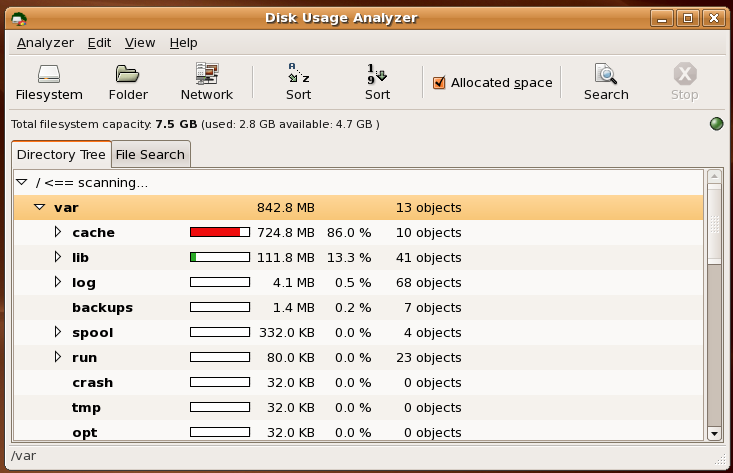 Disk Usage Analyzer
Analyzer Edit View Help
Filesystem Folder Network Sort Sort Allocated space Search Stop
Total filesystem capacity: 7.5 GB (used: 2.8 GB available: 4.7 GB )
Directory Tree File Search
/ <== scanning...
var 842.8 MB 13 objects
cache 724.8 MB 86.0 % 10 objects
lib 111.8 MB 13.3 % 41 objects
log 4.1 MB 0.5 % 68 objects
backups 1.4 MB 0.2 % 7 objects
spool 332.0 KB 0.0 % 4 objects
run 80.0 KB 0.0 % 23 objects
crash 32.0 KB 0.0 % 0 objects
tmp 32.0 KB 0.0 % 0 objects
opt 32.0 KB 0.0 % 0 objects
/var